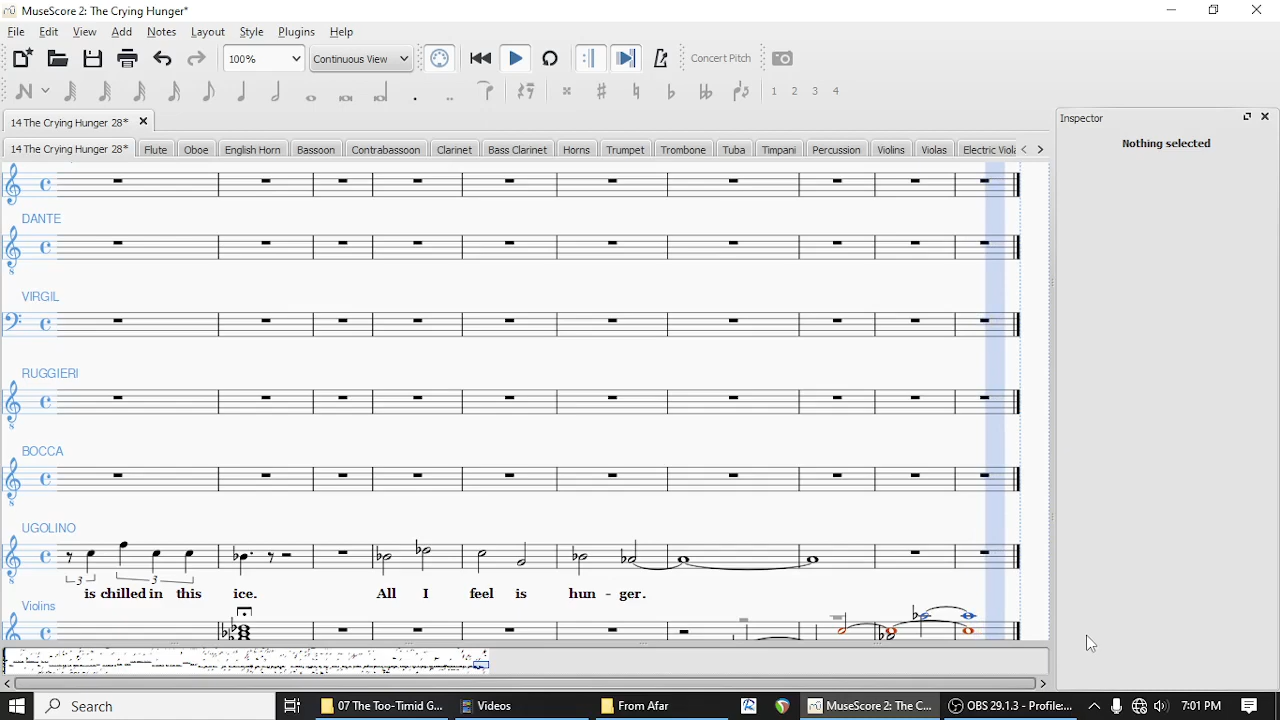 MuseScore 2: The Crying Hunger*
File Edit View Add Notes Layout Style Plugins Help
100% Continuous View Concert Pitch
1 2 3 4
14 The Crying Hunger 28*
14 The Crying Hunger 28* Flute Oboe English Horn Bassoon Contrabassoon Clarinet Bass Clarinet Horns Trumpet Trombone Tuba Timpani Percussion Violins Violas Electric Viola
Inspector
Nothing selected
DANTE
VIRGIL
RUGGIERI
BOCCA
UGOLINO
3 3
is chilled in this ice. All I feel is hun - ger.
Violins
Search 07 The Too-Timid G... Videos From Afar MuseScore 2: The C... OBS 29.1.3 - Profile:... 7:01 PM